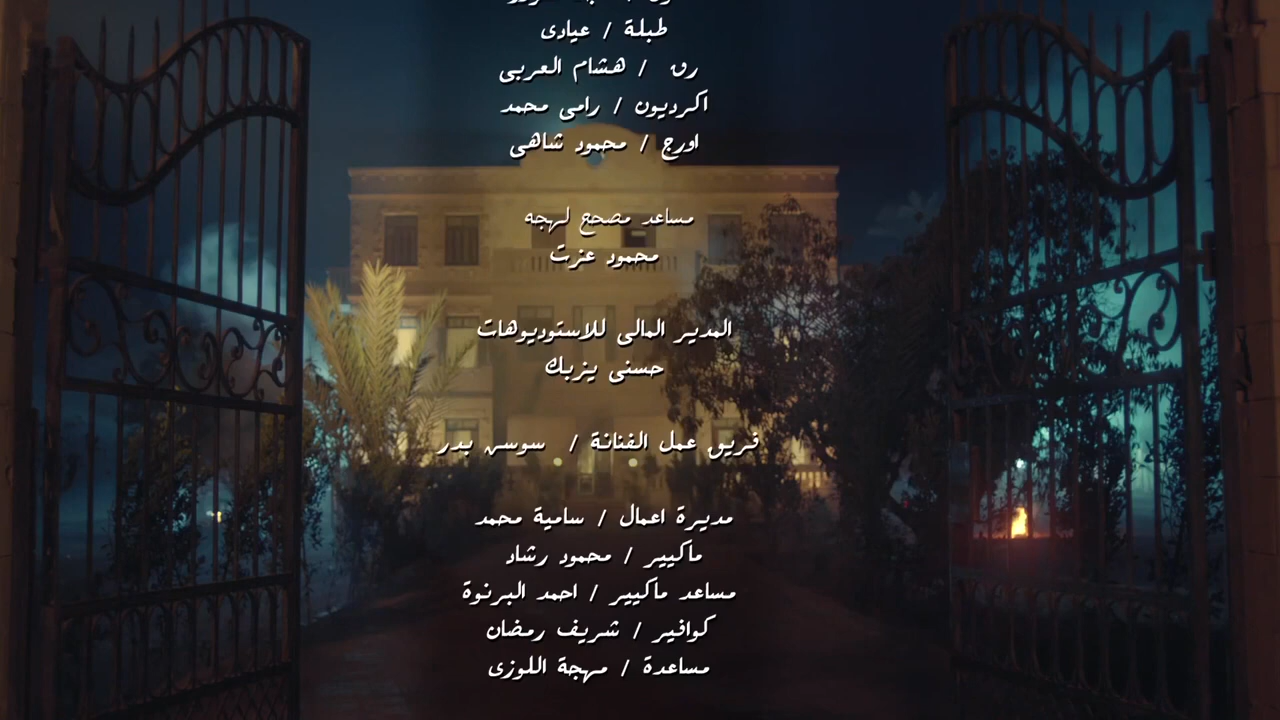 طبلة / عيادى
رق / هشام العربى
اكرديون / رامى محمد
اورج / محمود شاهى
مساعد مصحح لهجه
محمود عزت
المدير المالى للاستوديوهات
حسنى يزبك
فريق عمل الفنانة / سوسن بدر
مديرة اعمال / سامية محمد
ماكيير / محمود رشاد
مساعد ماكيير / احمد البرنوة
كوافير / شريف رمضان
مساعدة / مهجة اللوزى